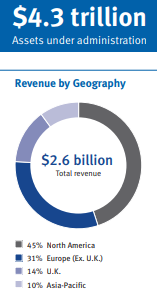 $4.3 trillion
Assets under administration
Revenue by Geography
$2.6 billion
Total revenue
45% North America
31% Europe (Ex. U.K.)
14% U.K.
10% Asia-Pacific